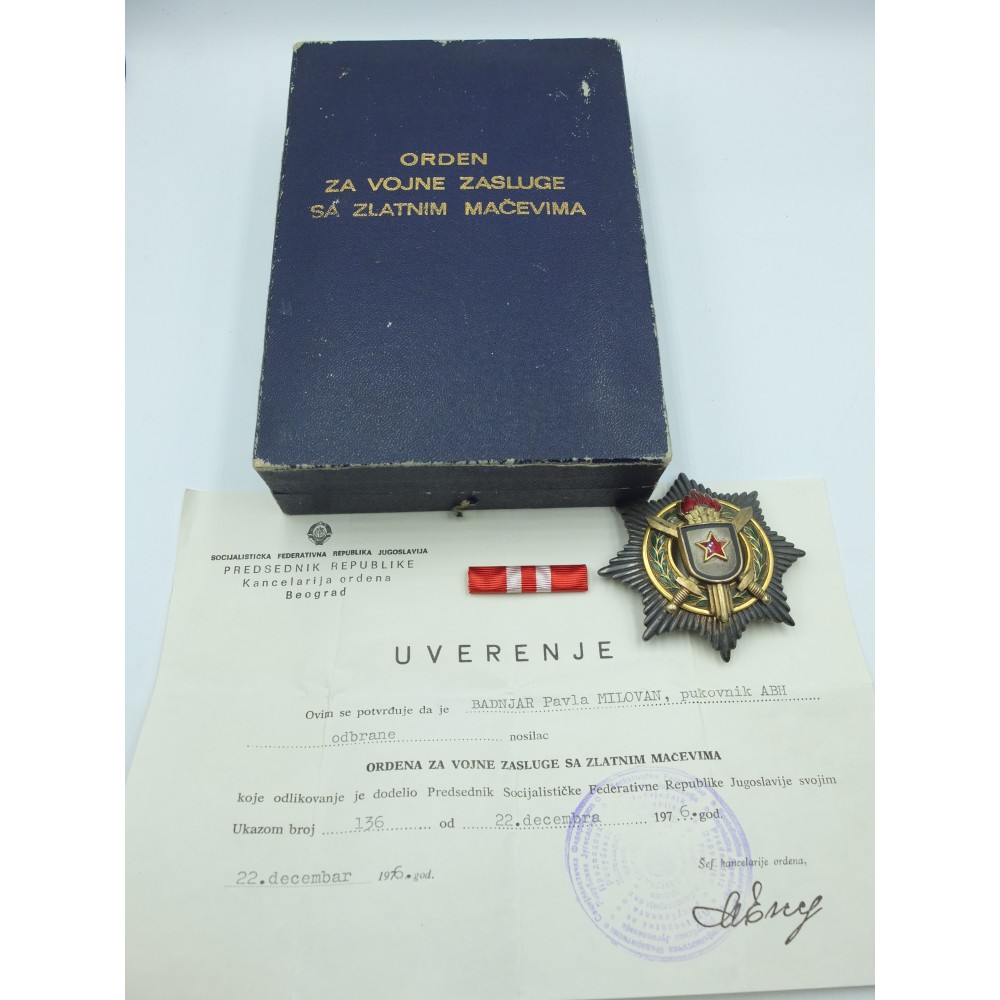 ORDEN
ZA VOJNE ZASLUGE
SA ZLATNIM MAČEVIMA
SOCIJALISTIČKA FEDERATIVNA REPUBLIKA JUGOSLAVIJA
PREDSEDNIK REPUBLIKE
Kancelarija ordena
Beograd
UVERENJE
Ovim se potvrđuje da je BADNJAR Pavla MILOVAN, pukovnik ABH
odbrane nosilac
ORDENA ZA VOJNE ZASLUGE SA ZLATNIM MAČEVIMA
koje odlikovanje je dodelio Predsednik Socijalističke Federativne Republike Jugoslavije svojim
Ukazom broj 136 od 22.decembra 1976. god.
Šef kancelarije ordena,
22.decembar 1976. god.